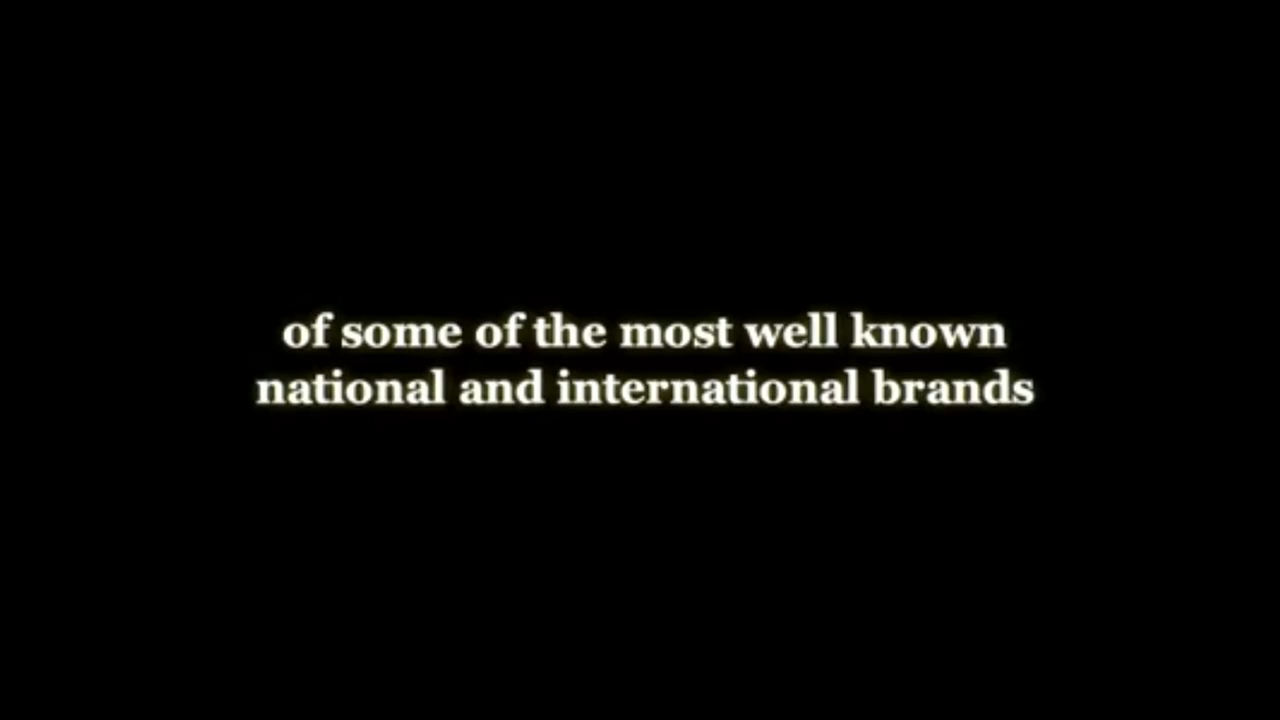 of some of the most well known
national and international brands